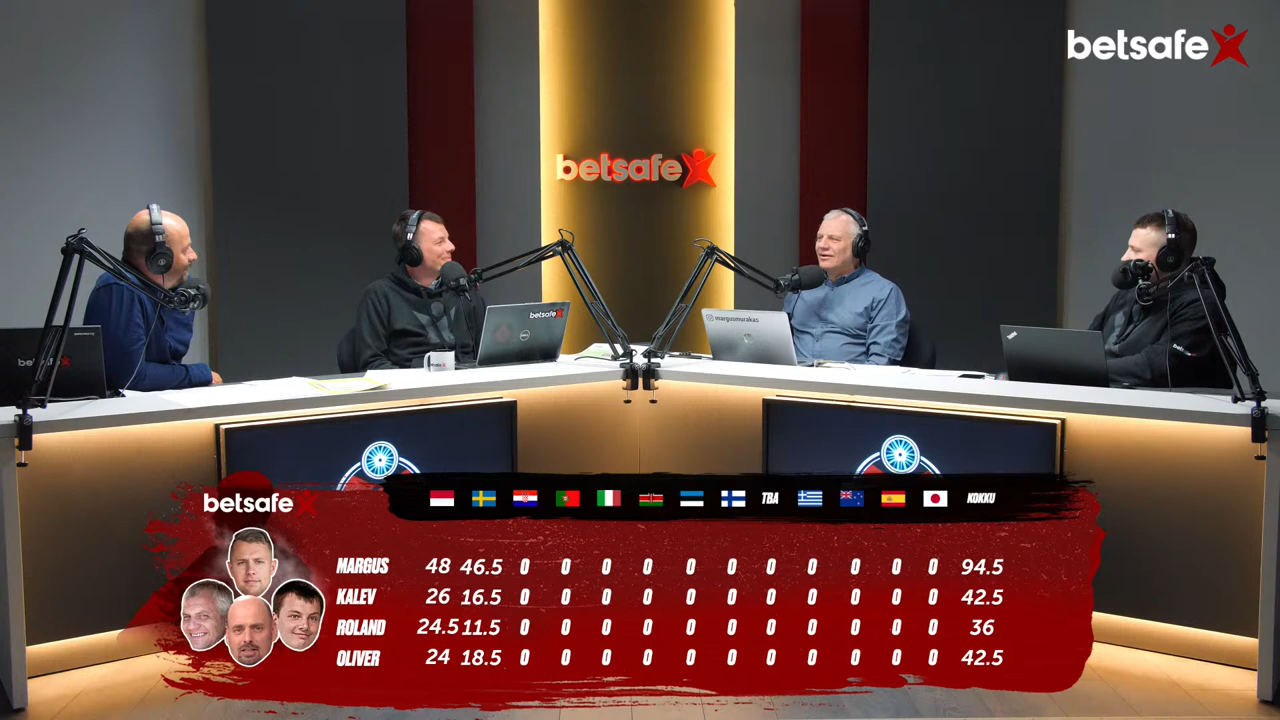 betsafe
betsafe
betsafe
margusmurakas
DELL
betsafe
TBA KOKKU
MARGUS 48 46.5 0 0 0 0 0 0 0 0 0 0 0 94.5
KALEV 26 16.5 0 0 0 0 0 0 0 0 0 0 0 42.5
ROLAND 24.5 11.5 0 0 0 0 0 0 0 0 0 0 0 36
OLIVER 24 18.5 0 0 0 0 0 0 0 0 0 0 0 42.5